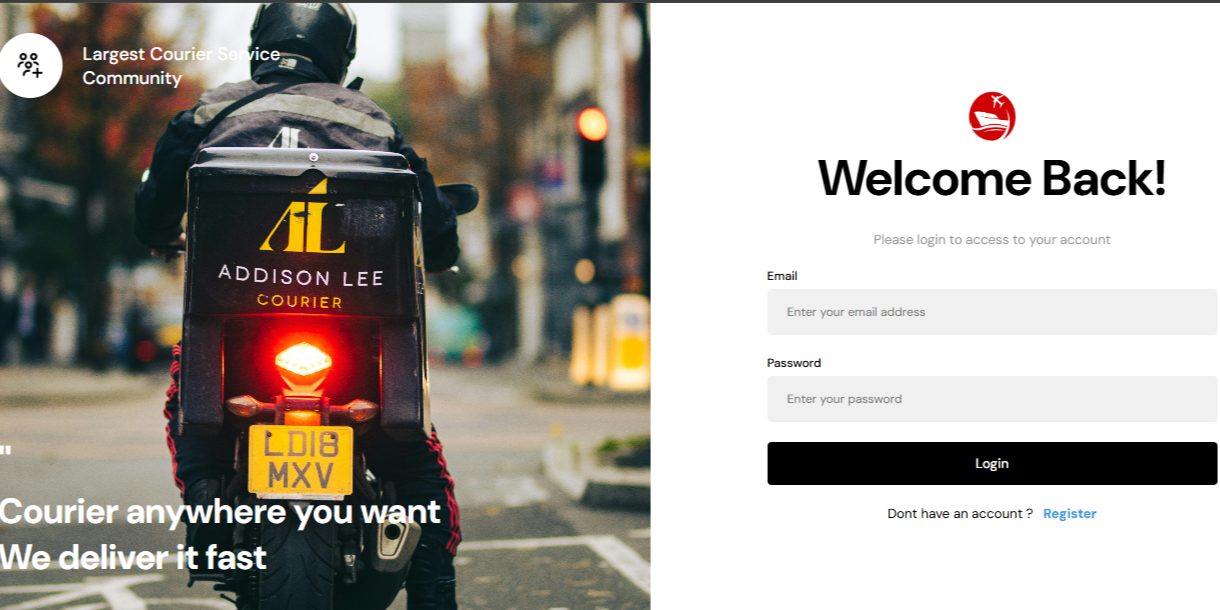 Largest Courier Service
Community
AL
ADDISON LEE
COURIER
LD18
MXV
"
Courier anywhere you want
We deliver it fast
Welcome Back!
Please login to access to your account
Email
Enter your email address
Password
Enter your password
Login
Dont have an account ? Register